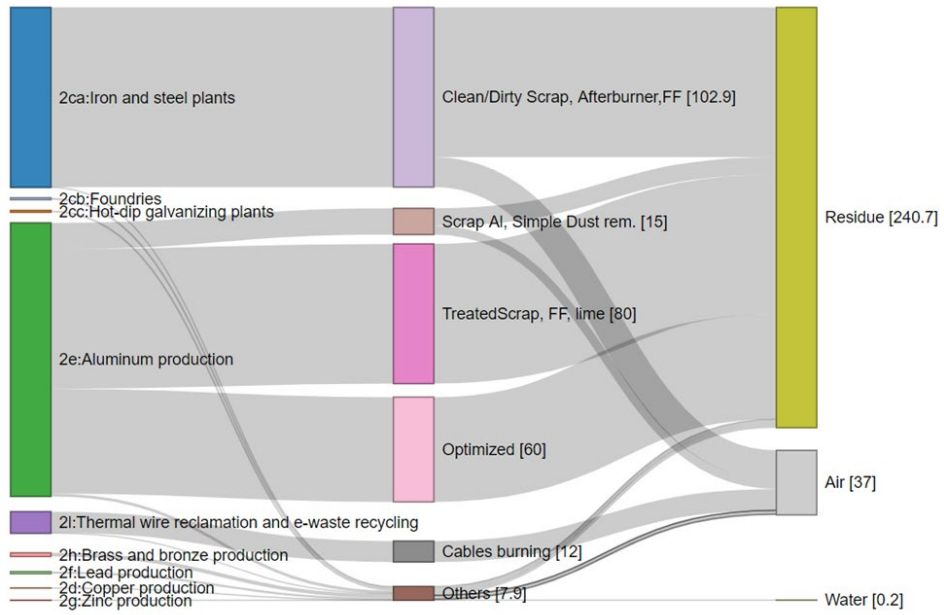 2ca:Iron and steel plants
2cb:Foundries
2cc:Hot-dip galvanizing plants
2e:Aluminum production
2l:Thermal wire reclamation and e-waste recycling
2h:Brass and bronze production
2f:Lead production
2d:Copper production
2g:Zinc production
Clean/Dirty Scrap, Afterburner,FF [102.9]
Scrap Al, Simple Dust rem. [15]
TreatedScrap, FF, lime [80]
Optimized [60]
Cables burning [12]
Others [7.9]
Residue [240.7]
Air [37]
Water [0.2]